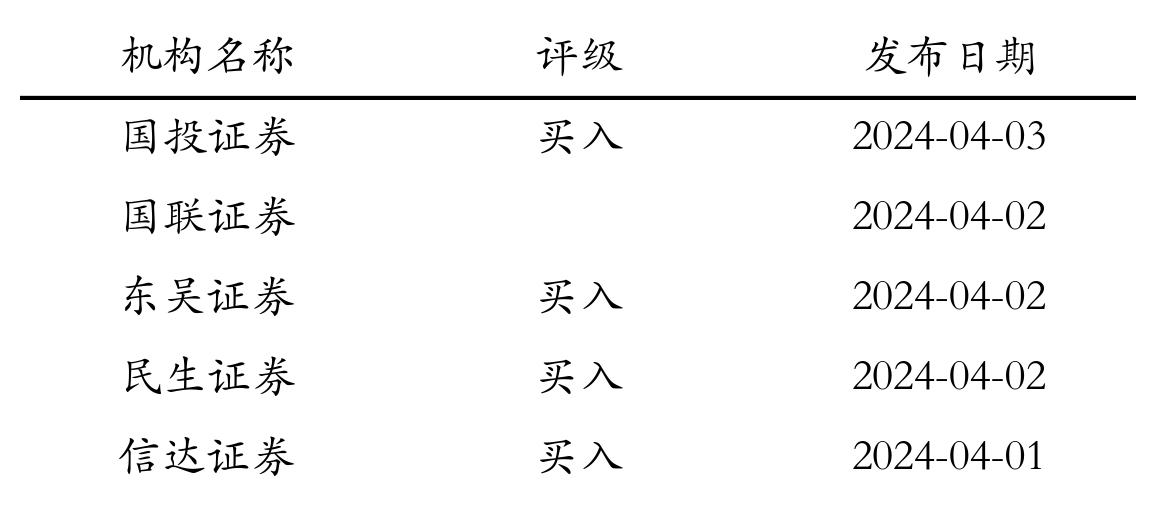 机构名称 评级 发布日期
国投证券 买入 2024-04-03
国联证券 2024-04-02
东吴证券 买入 2024-04-02
民生证券 买入 2024-04-02
信达证券 买入 2024-04-01